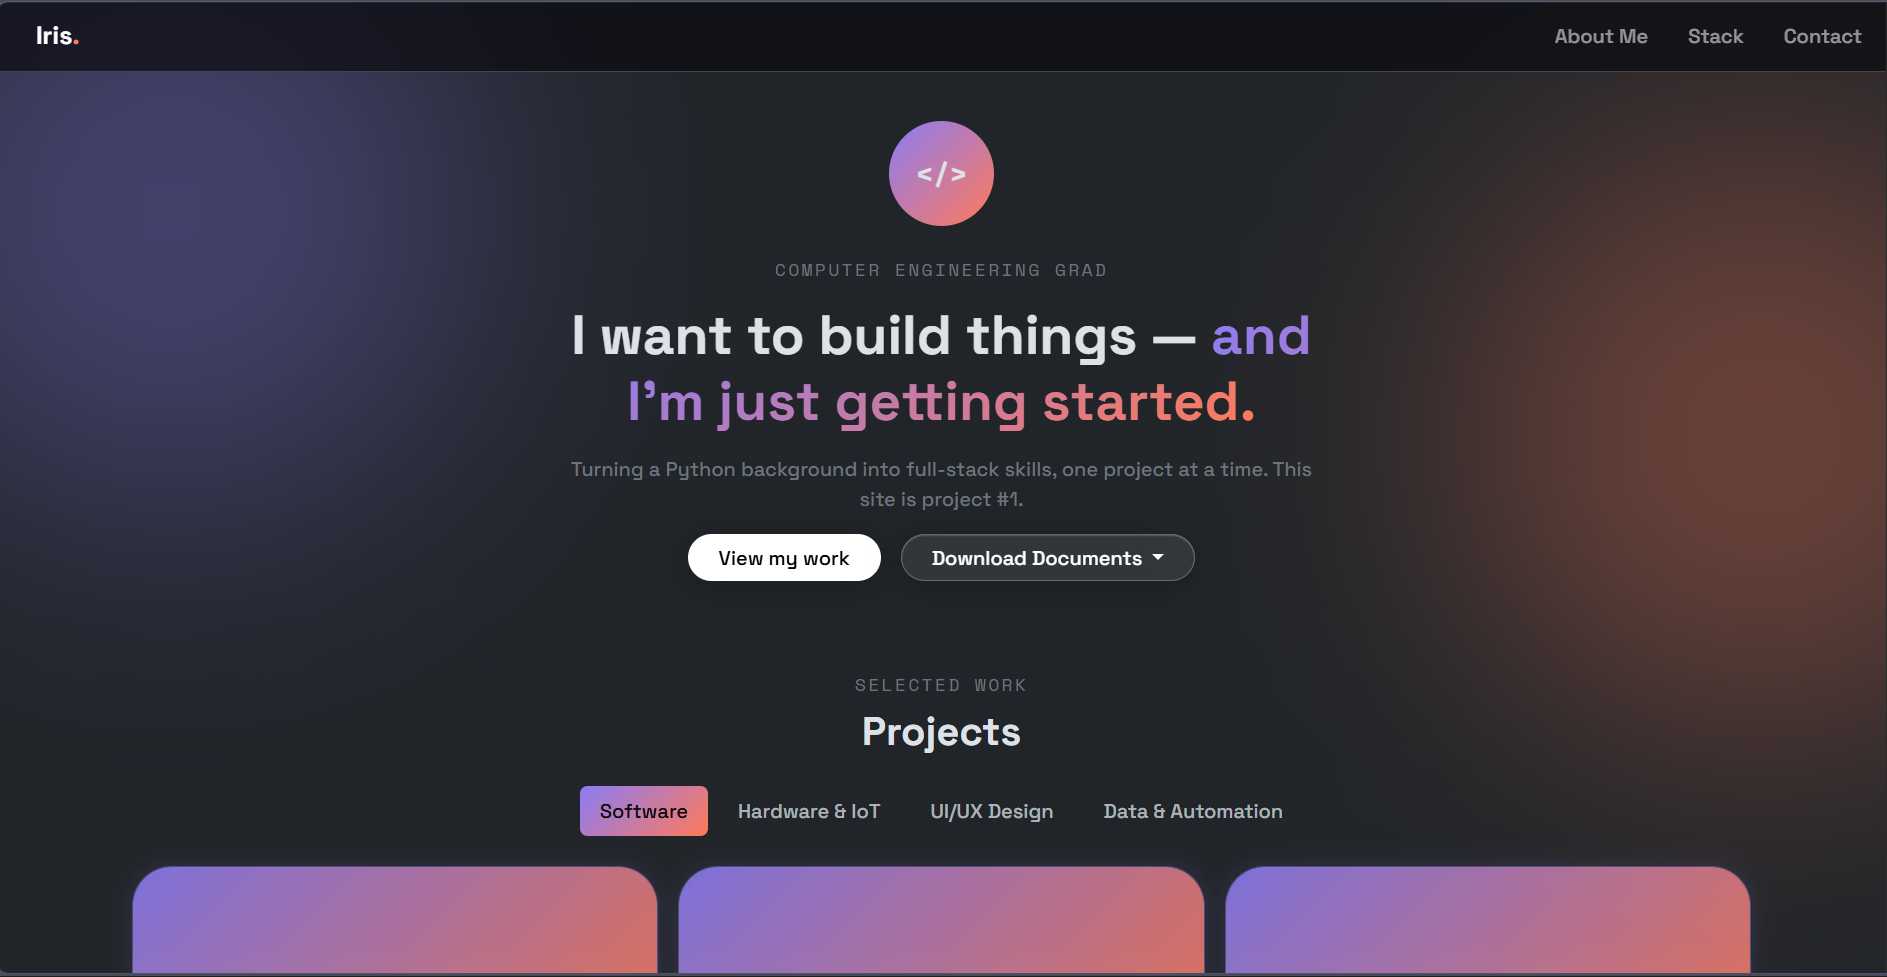 Iris.
About Me Stack Contact
</>
COMPUTER ENGINEERING GRAD
I want to build things — and
I’m just getting started.
Turning a Python background into full-stack skills, one project at a time. This
site is project #1.
View my work Download Documents
SELECTED WORK
Projects
Software Hardware & IoT UI/UX Design Data & Automation